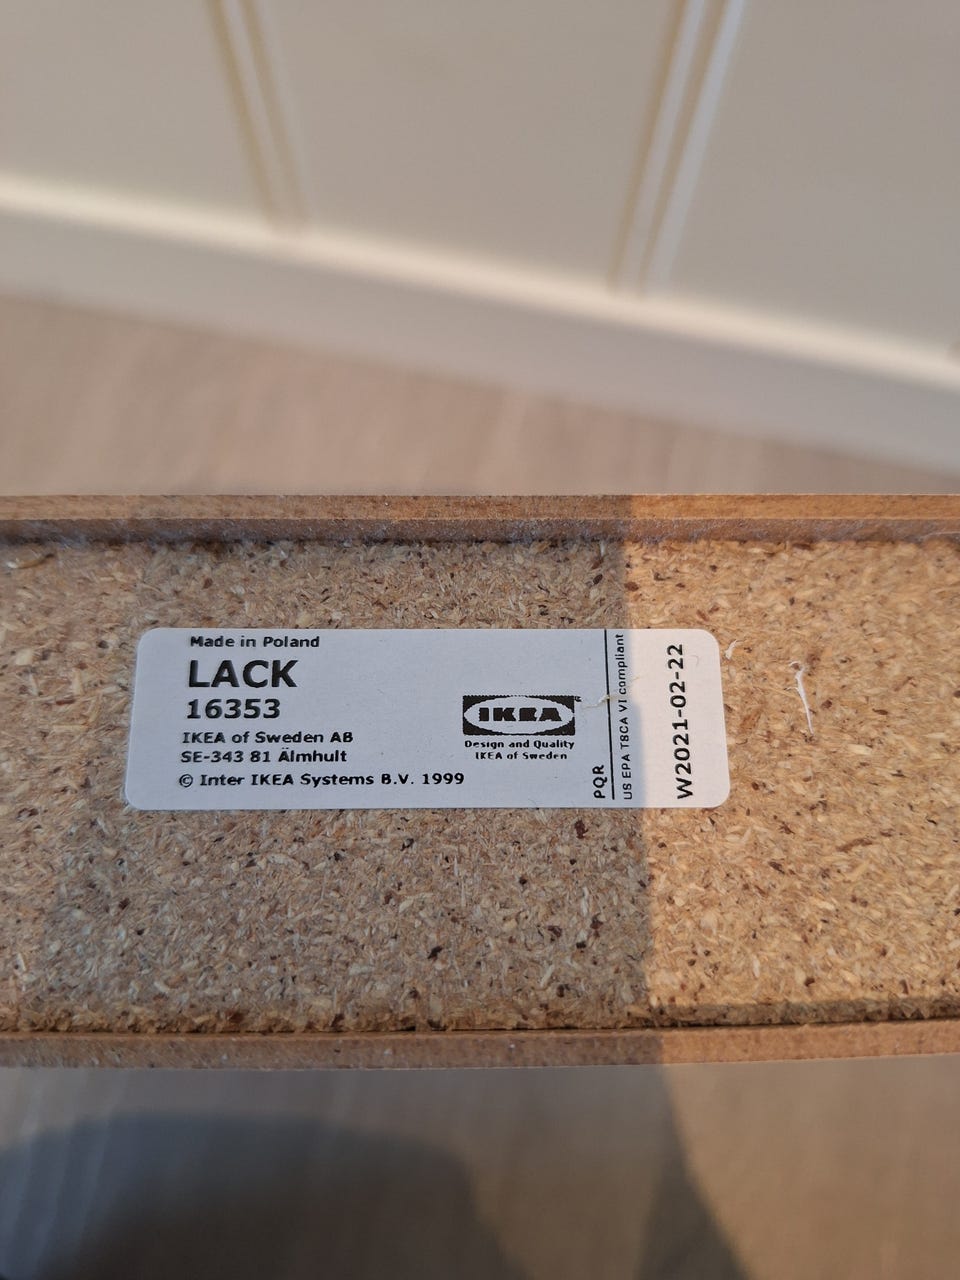 Made in Poland
LACK
16353
IKEA of Sweden AB
SE-343 81 Älmhult
© Inter IKEA Systems B.V. 1999
IKEA
Design and Quality
IKEA of Sweden
PQR
US EPA TSCA VI compliant
W2021-02-22